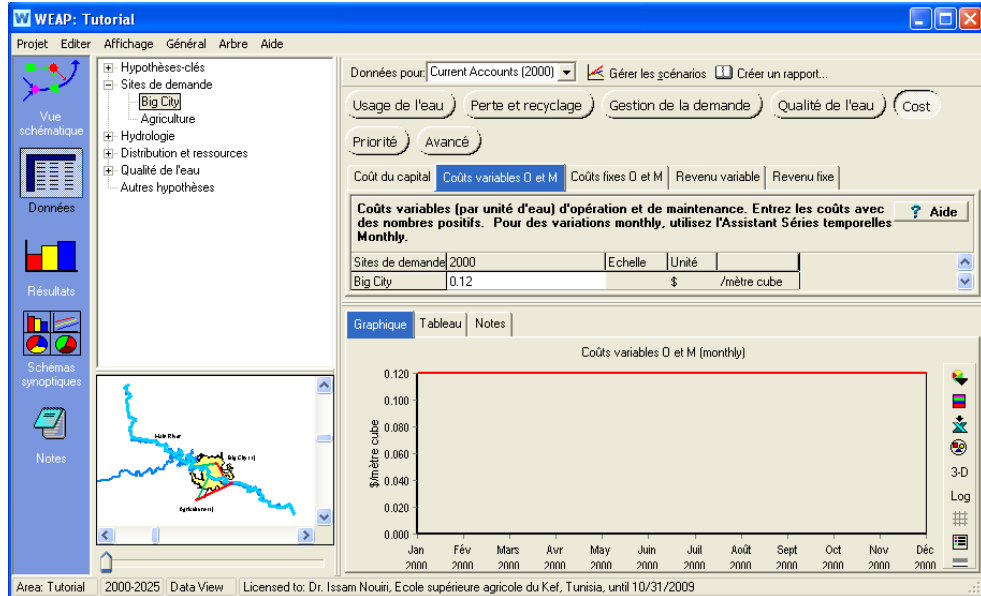 WEAP: Tutorial
Projet Editer Affichage Général Arbre Aide
Vue schématique
Données
Résultats
Schémas synoptiques
Notes
Hypothèses-clés
Sites de demande
Big City
Agriculture
Hydrologie
Distribution et ressources
Qualité de l'eau
Autres hypothèses
Main River
Données pour: Current Accounts (2000) Gérer les scénarios Créer un rapport...
Usage de l'eau Perte et recyclage Gestion de la demande Qualité de l'eau Cost
Priorité Avancé
Coût du capital Coûts variables O et M Coûts fixes O et M Revenu variable Revenu fixe
Coûts variables (par unité d'eau) d'opération et de maintenance. Entrez les coûts avec
des nombres positifs. Pour des variations monthly, utilisez l'Assistant Séries temporelles
Monthly.
? Aide
Sites de demande 2000 Echelle Unité
Big City 0.12 $ /mètre cube
Graphique Tableau Notes
Coûts variables O et M (monthly)
$/mètre cube
0.120
0.100
0.080
0.060
0.040
0.020
0.000
Jan Fév Mars Avr May Juin Juil Août Sept Oct Nov Déc
2000 2000 2000 2000 2000 2000 2000 2000 2000 2000 2000 2000
3-D
Log
Area: Tutorial 2000-2025 Data View Licensed to: Dr. Issam Nouiri, Ecole supérieure agricole du Kef, Tunisia, until 10/31/2009